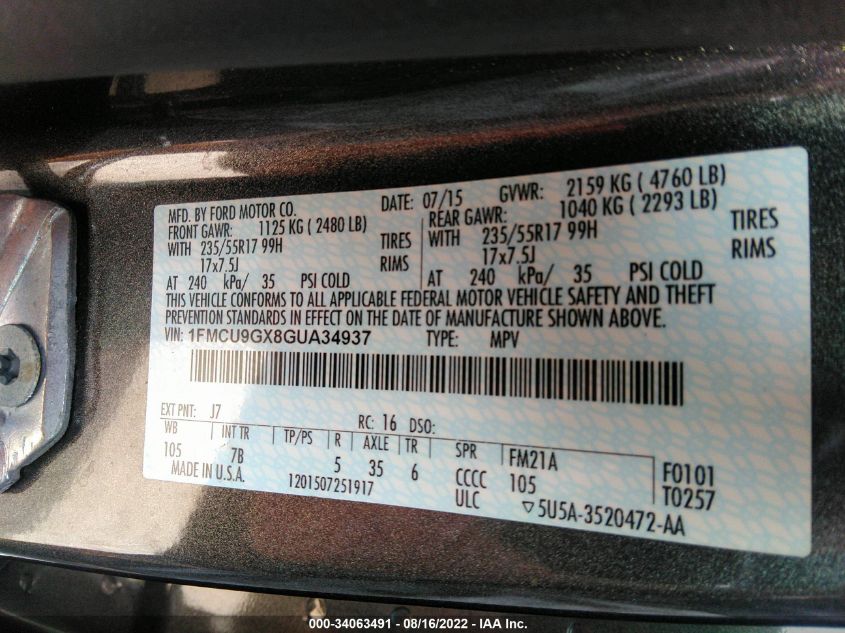 MFD. BY FORD MOTOR CO. DATE: 07/15 GVWR: 2159 KG ( 4760 LB)
FRONT GAWR: 1125 KG ( 2480 LB) REAR GAWR: 1040 KG ( 2293 LB)
WITH 235/55R17 99H TIRES WITH 235/55R17 99H TIRES
17x7.5J RIMS 17x7.5J RIMS
AT 240 kPa/ 35 PSI COLD AT 240 kPa/ 35 PSI COLD
THIS VEHICLE CONFORMS TO ALL APPLICABLE FEDERAL MOTOR VEHICLE SAFETY AND THEFT
PREVENTION STANDARDS IN EFFECT ON THE DATE OF MANUFACTURE SHOWN ABOVE.
VIN: 1FMCU9GX8GUA34937 TYPE: MPV
EXT PNT: J7 RC: 16 DSO:
WB INT TR TP/PS R AXLE TR SPR FM21A F0101
105 7B 5 35 6 CCCC 105 T0257
MADE IN U.S.A. 1201507251917 ULC ▽5U5A-3520472-AA
000-34063491 - 08/16/2022 - IAA Inc.